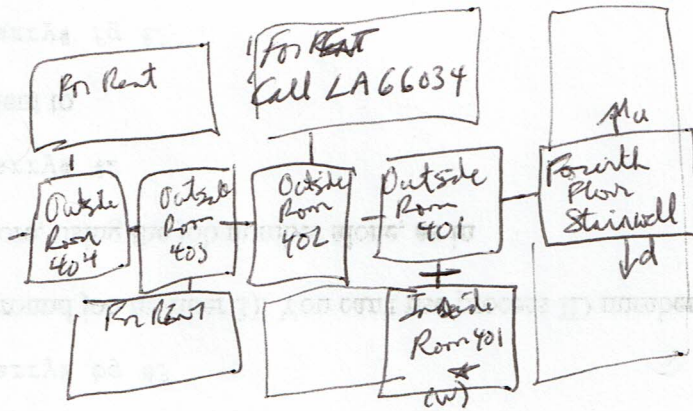 For Rent
For RENT
Call LA66034
u
Outside
Room
404
Outside
Room
403
Outside
Room
402
Outside
Room
401
Fourth
Floor
Stairwell
d
For Rent
Inside
Room 401
(W)